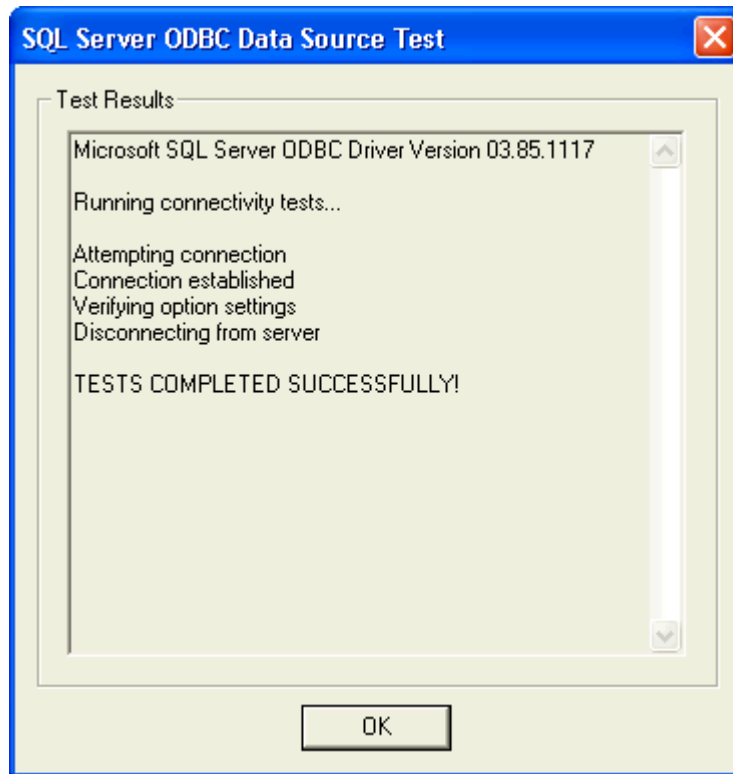 SQL Server ODBC Data Source Test
Test Results
Microsoft SQL Server ODBC Driver Version 03.85.1117
Running connectivity tests...
Attempting connection
Connection established
Verifying option settings
Disconnecting from server
TESTS COMPLETED SUCCESSFULLY!
OK